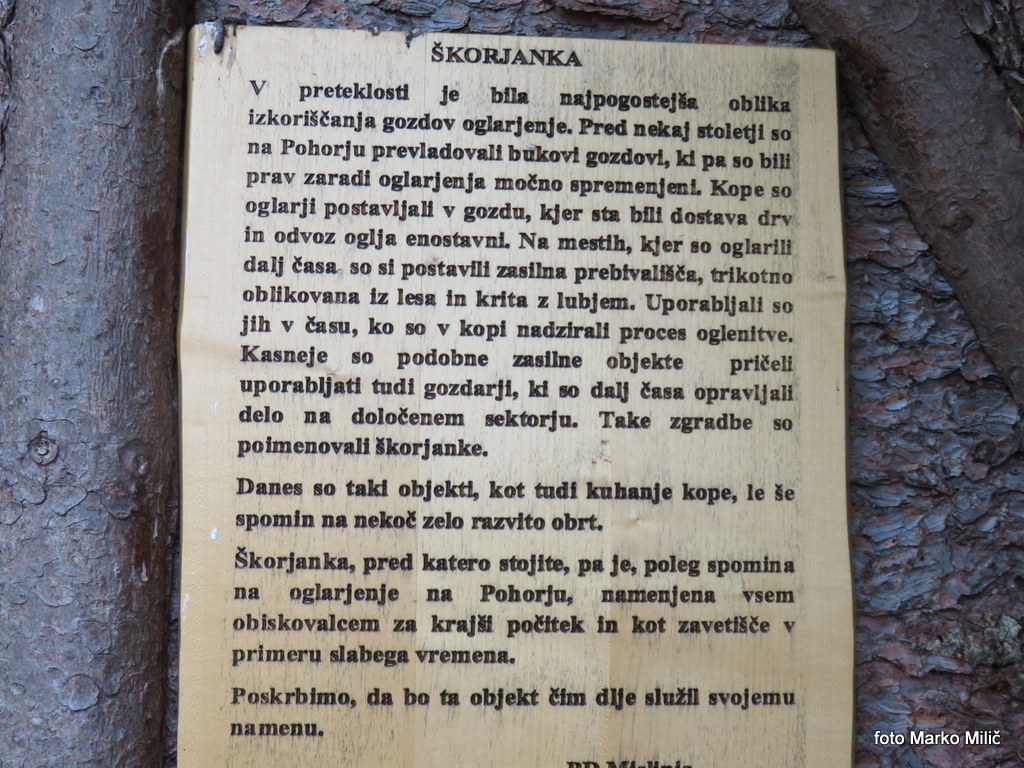 ŠKORJANKA
V preteklosti je bila najpogostejša oblika
izkoriščanja gozdov oglarjenje. Pred nekaj stoletji so
na Pohorju prevladovali bukovi gozdovi, ki pa so bili
prav zaradi oglarjenja močno spremenjeni. Kope so
oglarji postavljali v gozdu, kjer sta bili dostava drv
in odvoz oglja enostavni. Na mestih, kjer so oglarili
dalj časa so si postavili zasilna prebivališča, trikotno
oblikovana iz lesa in krita z lubjem. Uporabljali so
jih v času, ko so v kopi nadzirali proces oglenitve.
Kasneje so podobne zasilne objekte pričeli
uporabljati tudi gozdarji, ki so dalj časa opravljali
delo na določenem sektorju. Take zgradbe so
poimenovali škorjanke.
Danes so taki objekti, kot tudi kuhanje kope, le še
spomin na nekoč zelo razvito obrt.
Škorjanka, pred katero stojite, pa je, poleg spomina
na oglarjenje na Pohorju, namenjena vsem
obiskovalcem za krajši počitek in kot zavetišče v
primeru slabega vremena.
Poskrbimo, da bo ta objekt čim dlje služil svojemu
namenu.
PD Mislinja
foto Marko Milič